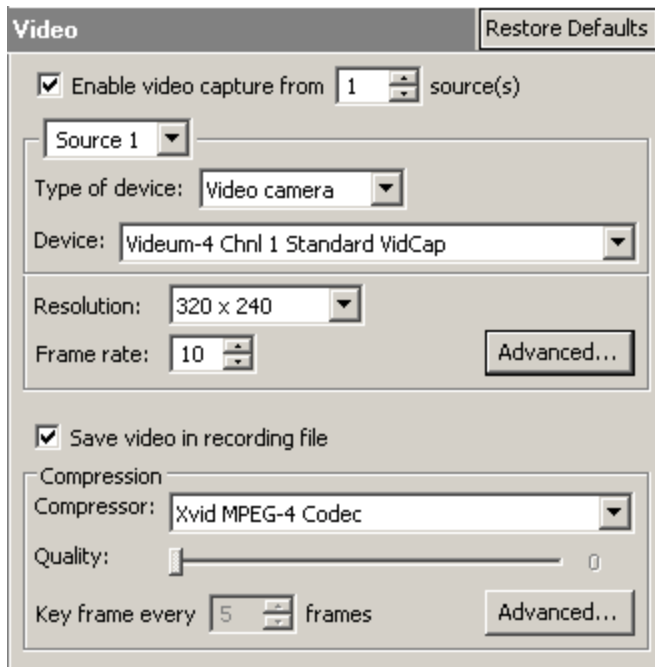 Video Restore Defaults
Enable video capture from 1 source(s)
Source 1
Type of device: Video camera
Device: Videum-4 Chnl 1 Standard VidCap
Resolution: 320 x 240
Frame rate: 10 Advanced...
Save video in recording file
Compression
Compressor: Xvid MPEG-4 Codec
Quality: 0
Key frame every 5 frames Advanced...